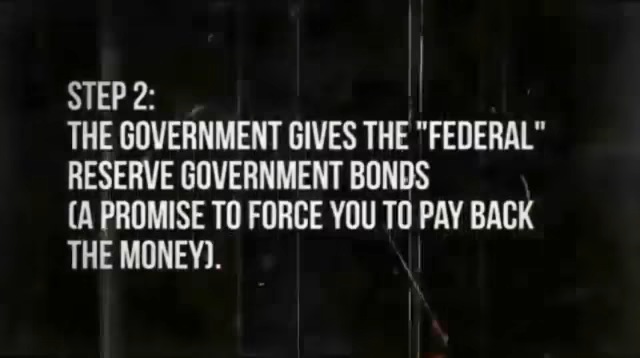 STEP 2:
THE GOVERNMENT GIVES THE "FEDERAL"
RESERVE GOVERNMENT BONDS
(A PROMISE TO FORCE YOU TO PAY BACK
THE MONEY).